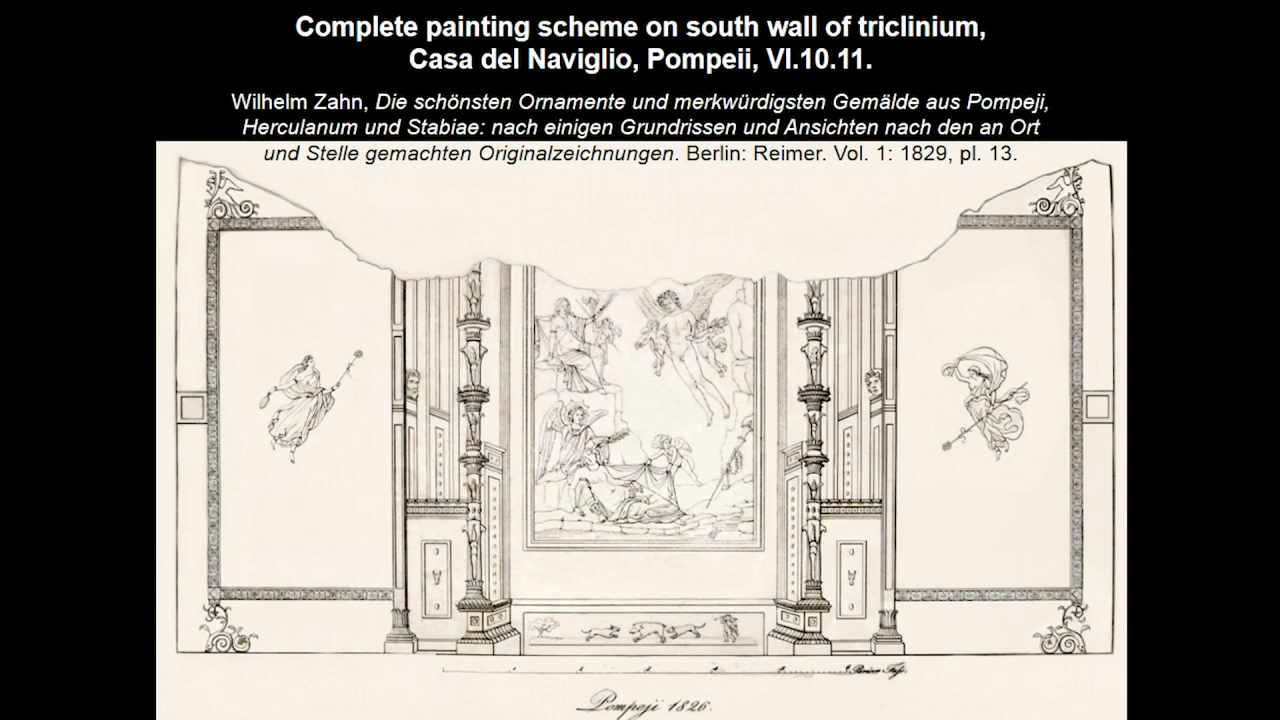 Complete painting scheme on south wall of triclinium,
Casa del Naviglio, Pompeii, VI.10.11.
Wilhelm Zahn, Die schönsten Ornamente und merkwürdigsten Gemälde aus Pompeji,
Herculanum und Stabiae: nach einigen Grundrissen und Ansichten nach den an Ort
und Stelle gemachten Originalzeichnungen. Berlin: Reimer. Vol. 1: 1829, pl. 13.
Pompeji 1826.